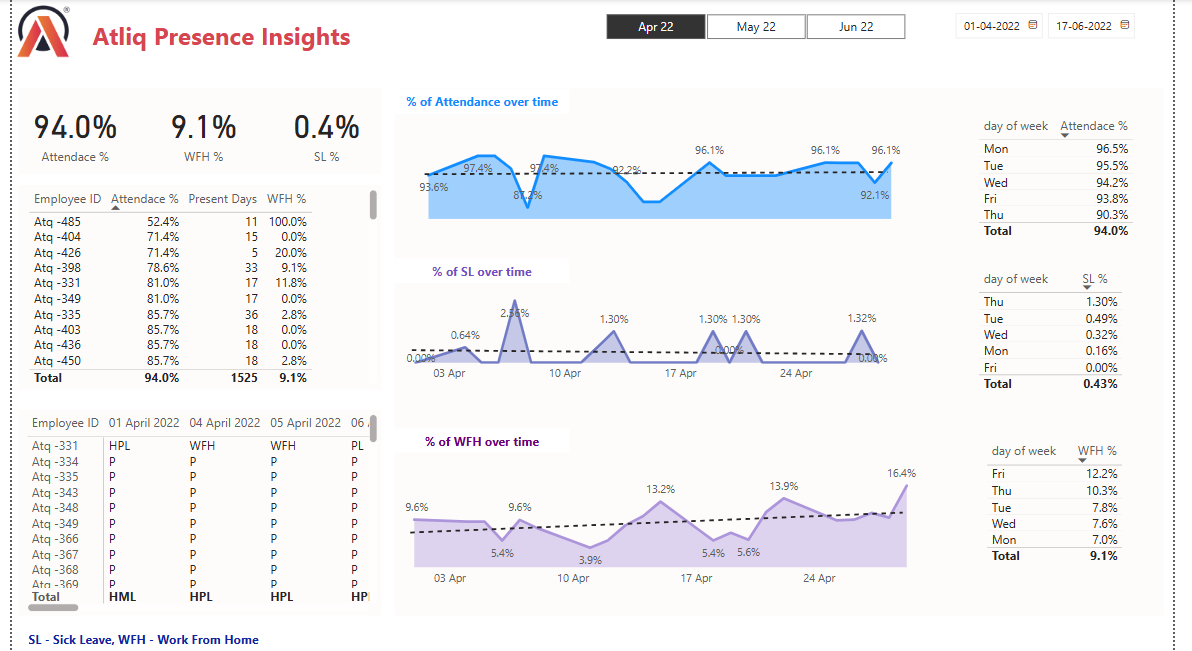 Atliq Presence Insights
Apr 22 May 22 Jun 22
01-04-2022 17-06-2022
94.0% 9.1% 0.4%
Attendace % WFH % SL %
Employee ID Attendace % Present Days WFH %
Atq -485 52.4% 11 100.0%
Atq -404 71.4% 15 0.0%
Atq -426 71.4% 5 20.0%
Atq -398 78.6% 33 9.1%
Atq -331 81.0% 17 11.8%
Atq -349 81.0% 17 0.0%
Atq -335 85.7% 36 2.8%
Atq -403 85.7% 18 0.0%
Atq -436 85.7% 18 0.0%
Atq -450 85.7% 18 2.8%
Total 94.0% 1525 9.1%
Employee ID 01 April 2022 04 April 2022 05 April 2022 06
Atq -331 HPL WFH WFH PL
Atq -334 P P P P
Atq -335 P P P P
Atq -343 P P P P
Atq -348 P P P P
Atq -349 P P P P
Atq -366 P P P P
Atq -367 P P P P
Atq -368 P P P P
Atq -369 P P P P
Total HML HPL HPL HP
% of Attendance over time
93.6% 97.4% 87.2% 97.4% 92.2% 96.1% 96.1% 92.1% 96.1%
% of SL over time
0.00% 0.64% 2.56% 1.30% 1.30% 0.00% 1.30% 1.32% 0.00%
03 Apr 10 Apr 17 Apr 24 Apr
% of WFH over time
9.6% 5.4% 9.6% 3.9% 13.2% 5.4% 5.6% 13.9% 16.4%
03 Apr 10 Apr 17 Apr 24 Apr
day of week Attendace %
Mon 96.5%
Tue 95.5%
Wed 94.2%
Fri 93.8%
Thu 90.3%
Total 94.0%
day of week SL %
Thu 1.30%
Tue 0.49%
Wed 0.32%
Mon 0.16%
Fri 0.00%
Total 0.43%
day of week WFH %
Fri 12.2%
Thu 10.3%
Tue 7.8%
Wed 7.6%
Mon 7.0%
Total 9.1%
SL - Sick Leave, WFH - Work From Home